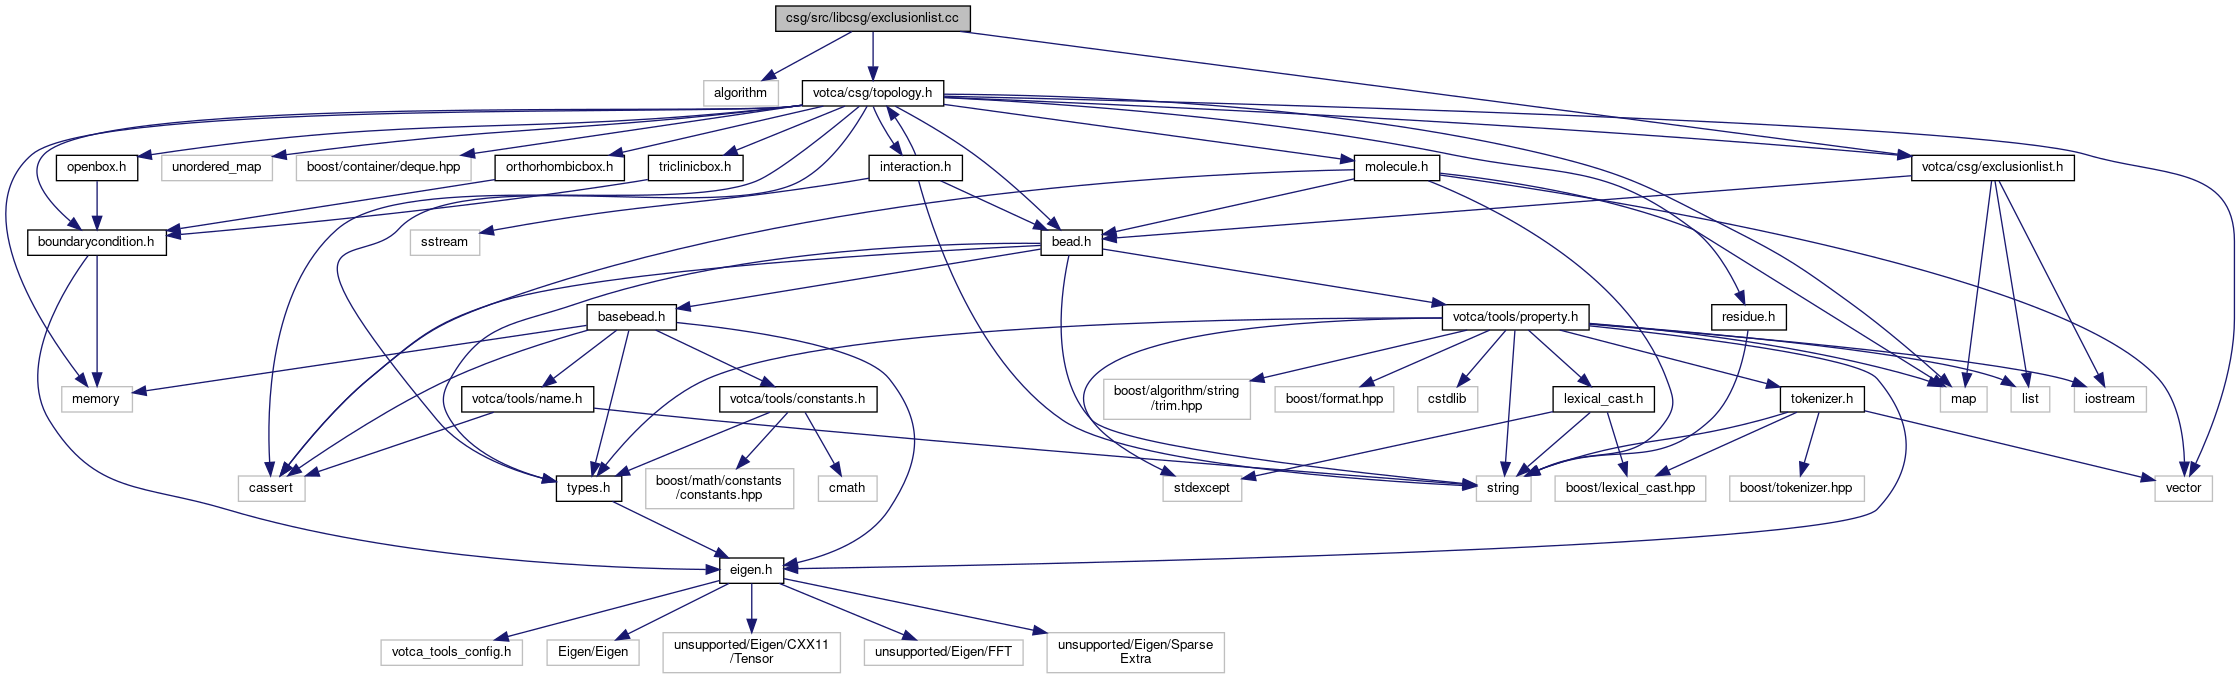 csg/src/libcsg/exclusionlist.cc
algorithm
votca/csg/topology.h
openbox.h
unordered_map
boost/container/deque.hpp
orthorhombicbox.h
triclinicbox.h
interaction.h
molecule.h
votca/csg/exclusionlist.h
boundarycondition.h
sstream
bead.h
basebead.h
votca/tools/property.h
residue.h
memory
votca/tools/name.h
votca/tools/constants.h
boost/algorithm/string
/trim.hpp
boost/format.hpp
cstdlib
lexical_cast.h
tokenizer.h
map
list
iostream
cassert
types.h
boost/math/constants
/constants.hpp
cmath
stdexcept
string
boost/lexical_cast.hpp
boost/tokenizer.hpp
vector
eigen.h
votca_tools_config.h
Eigen/Eigen
unsupported/Eigen/CXX11
/Tensor
unsupported/Eigen/FFT
unsupported/Eigen/Sparse
Extra